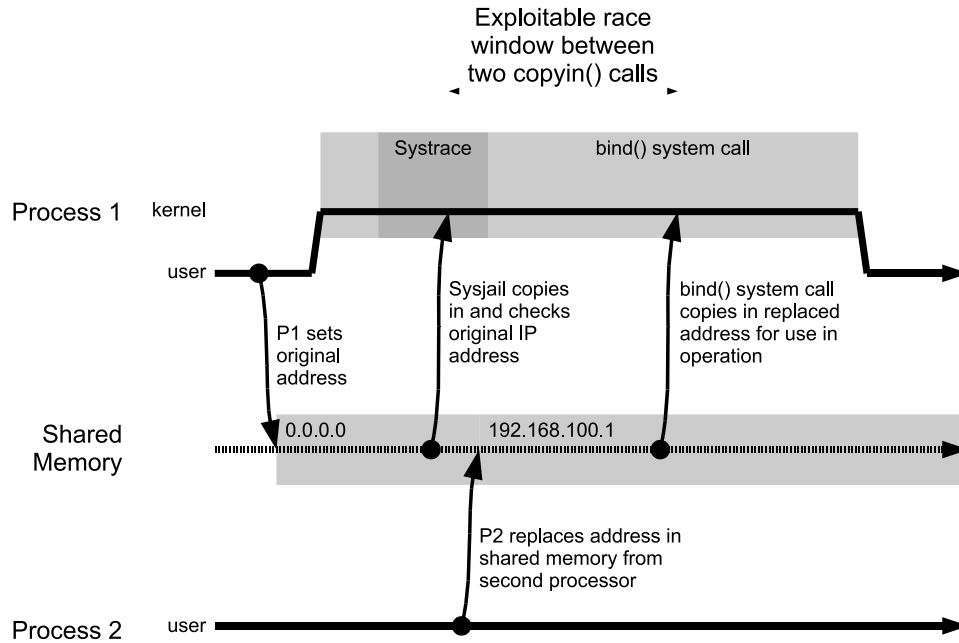 Exploitable race
window between
two copyin() calls
Systrace
bind() system call
Process 1
kernel
user
P1 sets
original
address
Sysjail copies
in and checks
original IP
address
bind() system call
copies in replaced
address for use in
operation
Shared
Memory
0.0.0.0
192.168.100.1
P2 replaces address in
shared memory from
second processor
Process 2
user